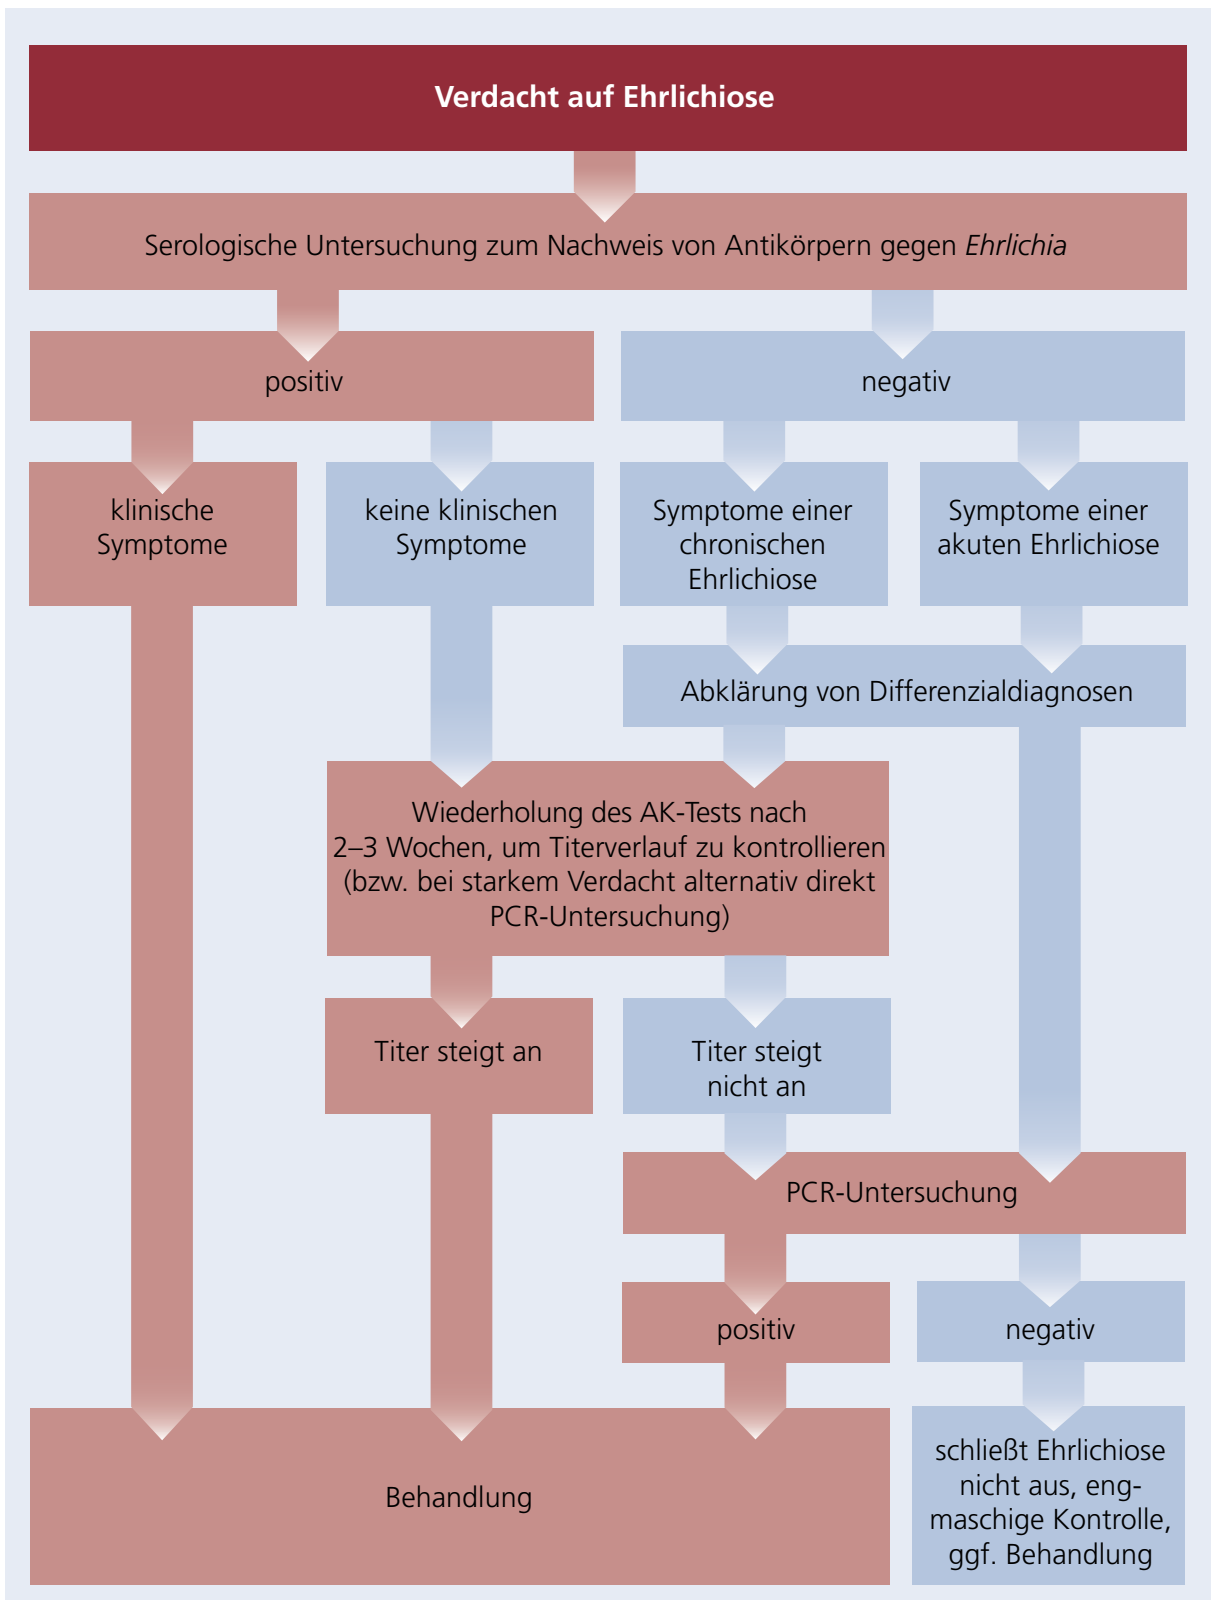 Verdacht auf Ehrlichiose
Serologische Untersuchung zum Nachweis von Antikörpern gegen Ehrlichia
positiv
negativ
klinische
Symptome
keine klinischen
Symptome
Symptome einer
chronischen
Ehrlichiose
Symptome einer
akuten Ehrlichiose
Abklärung von Differenzialdiagnosen
Wiederholung des AK-Tests nach
2–3 Wochen, um Titerverlauf zu kontrollieren
(bzw. bei starkem Verdacht alternativ direkt
PCR-Untersuchung)
Titer steigt an
Titer steigt
nicht an
PCR-Untersuchung
positiv
negativ
Behandlung
schließt Ehrlichiose
nicht aus, eng-
maschige Kontrolle,
ggf. Behandlung